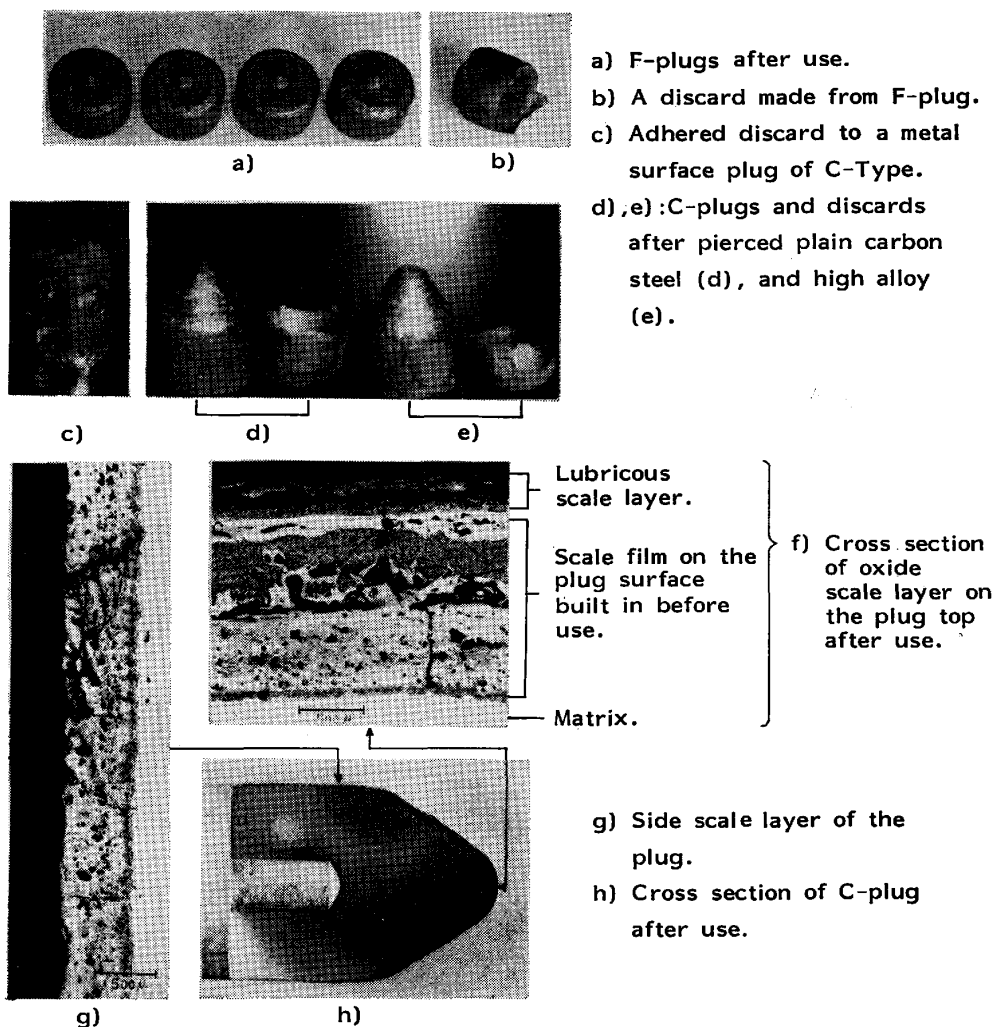 a) F-plugs after use.
b) A discard made from F-plug.
c) Adhered discard to a metal
surface plug of C-Type.
d),e):C-plugs and discards
after pierced plain carbon
steel (d), and high alloy
(e).
a)
b)
c)
d)
e)
Lubricous
scale layer.
Scale film on the
plug surface
built in before
use.
Matrix.
f) Cross section
of oxide
scale layer on
the plug top
after use.
g) Side scale layer of the
plug.
h) Cross section of C-plug
after use.
500μ
g)
h)